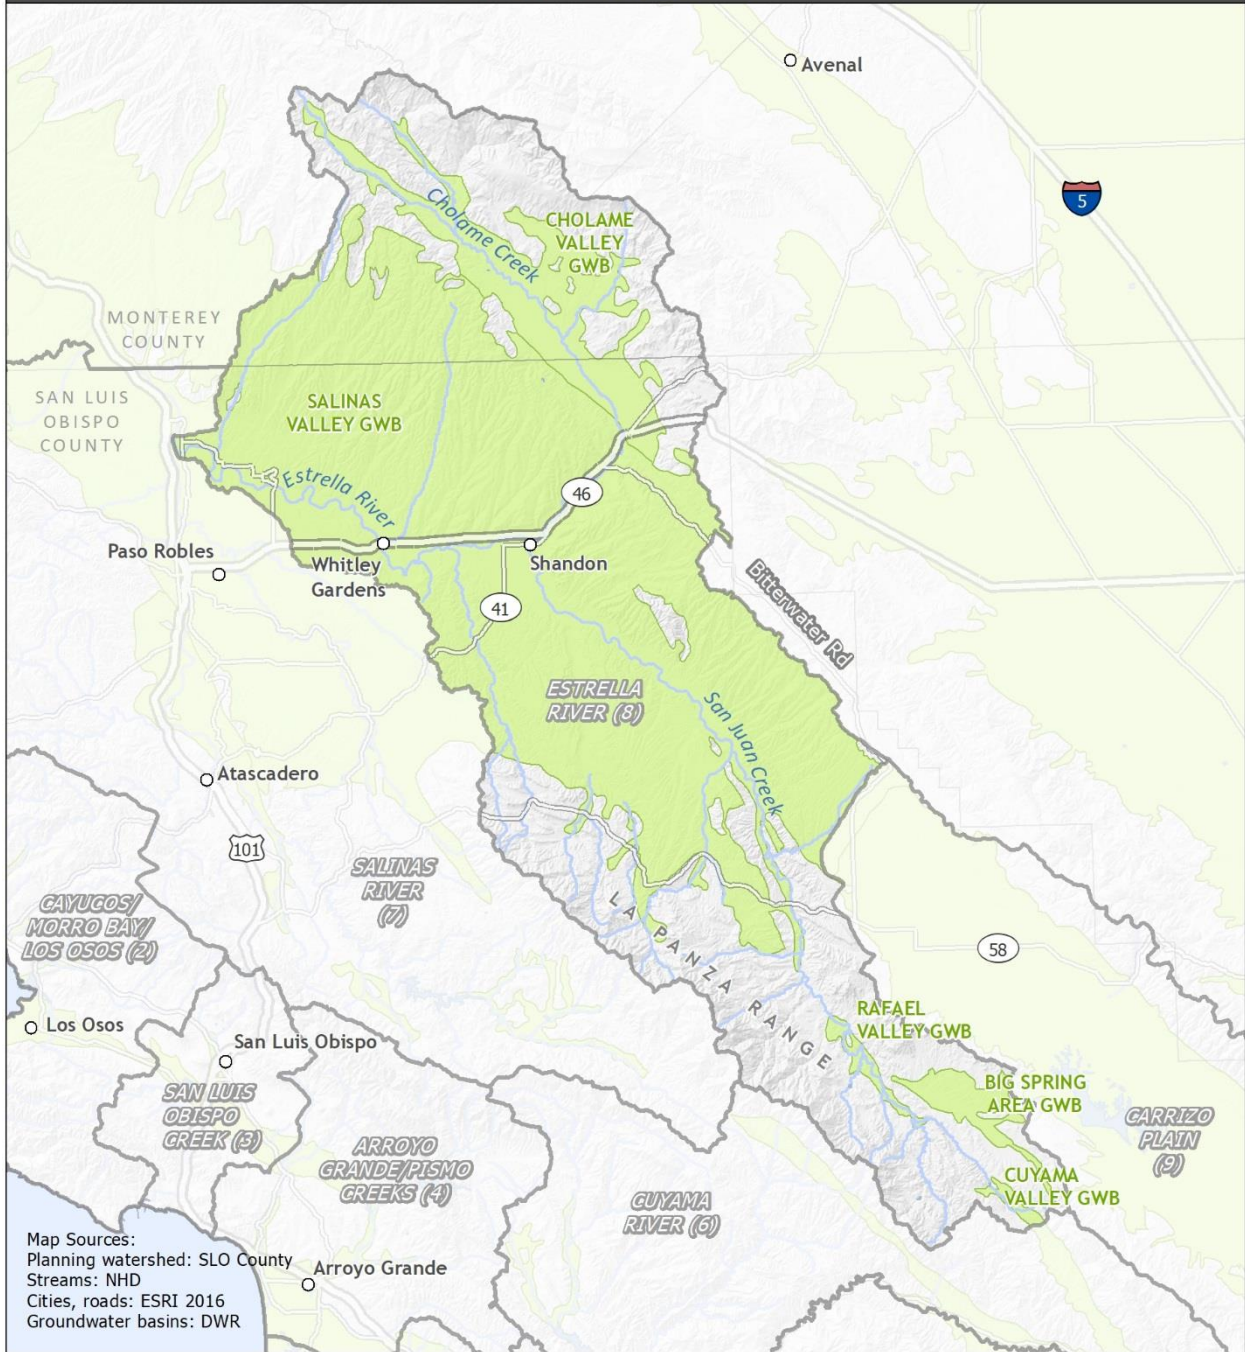 Avenal
5
Cholame Creek
CHOLAME
VALLEY
GWB
MONTEREY
COUNTY
SAN LUIS
OBISPO
COUNTY
SALINAS
VALLEY GWB
Estrella River
46
Paso Robles
Whitley
Gardens
Shandon
41
Bitterwater Rd
ESTRELLA
RIVER (8)
San Juan Creek
Atascadero
101
SALINAS
RIVER
(7)
CAYUCOS/
MORRO BAY/
LOS OSOS (2)
LA PANZA RANGE
58
Los Osos
San Luis Obispo
RAFAEL
VALLEY GWB
BIG SPRING
AREA GWB
SAN LUIS
OBISPO
CREEK (3)
ARROYO
GRANDE/PISMO
CREEKS (4)
CARRIZO
PLAIN
(9)
CUYAMA
RIVER (6)
CUYAMA
VALLEY GWB
Map Sources:
Planning watershed: SLO County
Streams: NHD
Cities, roads: ESRI 2016
Groundwater basins: DWR
Arroyo Grande